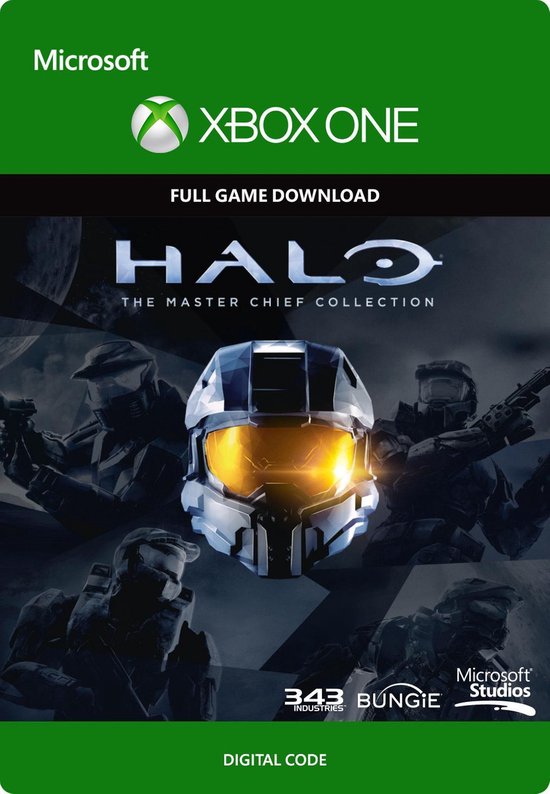 Microsoft
XBOX ONE
FULL GAME DOWNLOAD
HALO
THE MASTER CHIEF COLLECTION
343
INDUSTRIES
BUNGiE
Microsoft
Studios
DIGITAL CODE